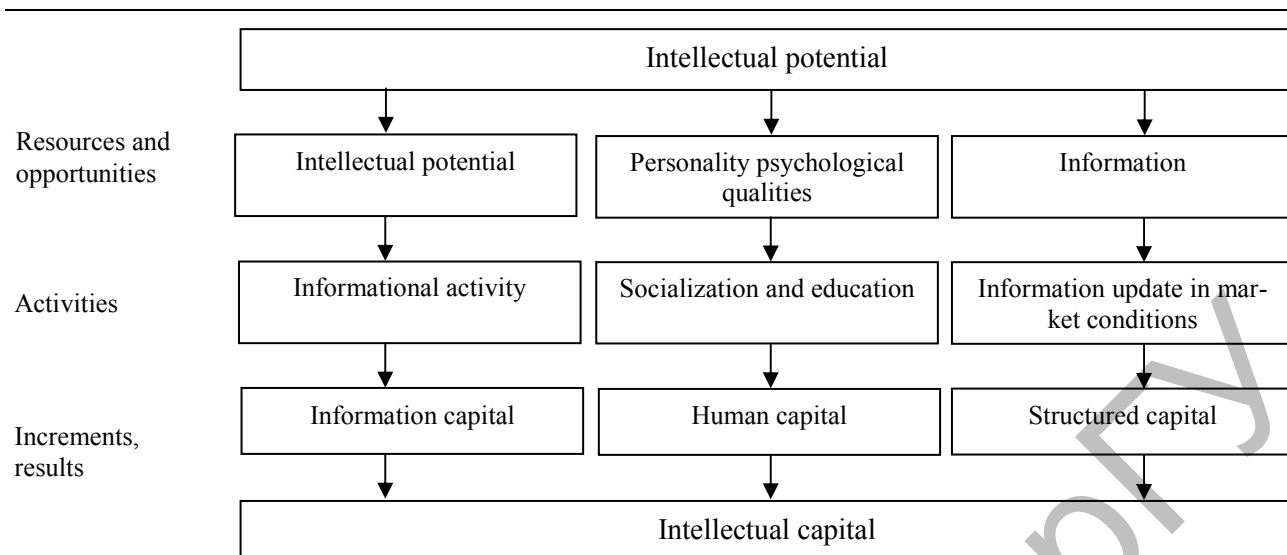 Intellectual potential
Resources and
opportunities
Intellectual potential
Personality psychological
qualities
Information
Activities
Informational activity
Socialization and education
Information update in mar-
ket conditions
Increments,
results
Information capital
Human capital
Structured capital
Intellectual capital